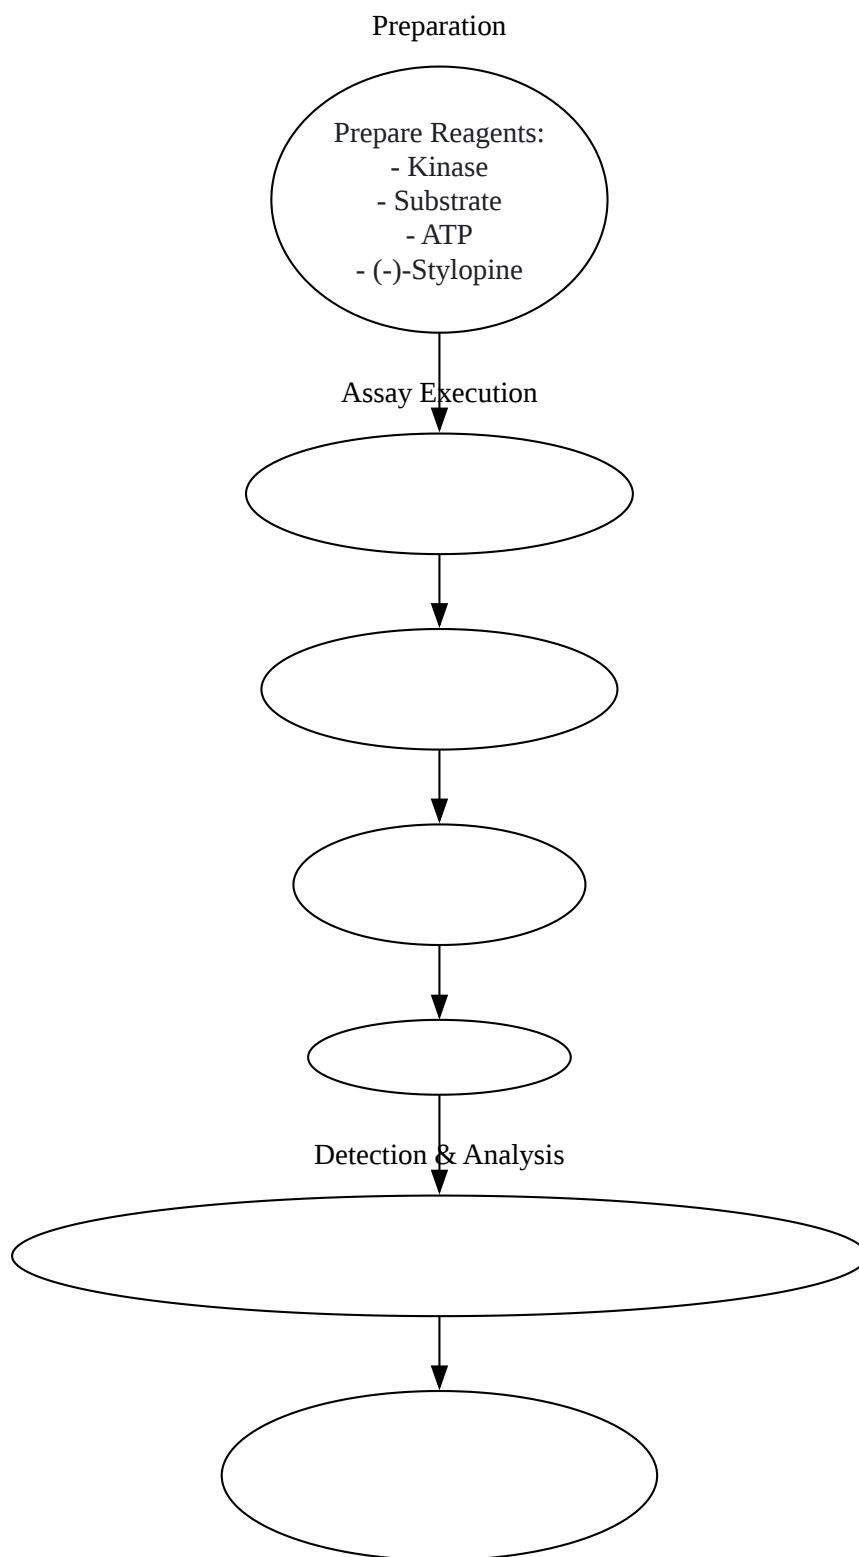 Preparation
Prepare Reagents:
- Kinase
- Substrate
- ATP
- (-)-Stylopine
Assay Execution
Detection & Analysis